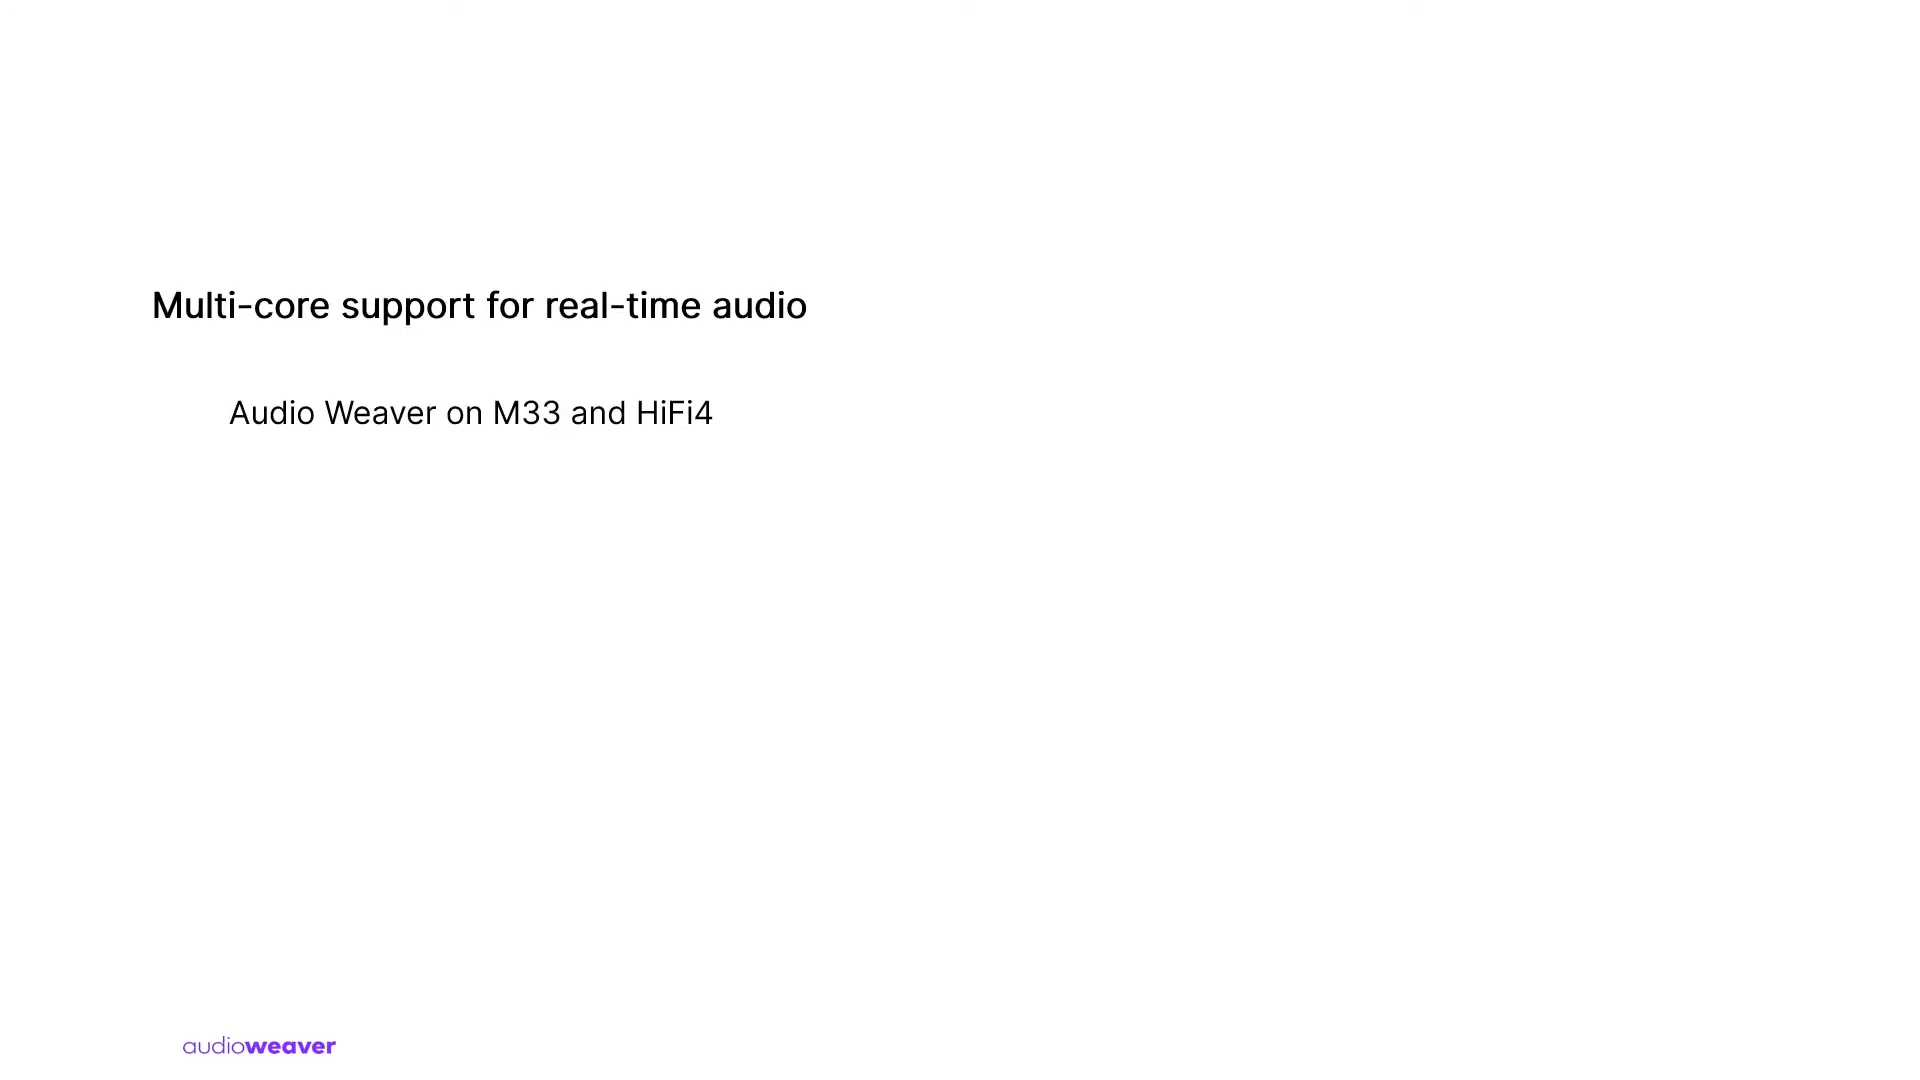 Multi-core support for real-time audio
Audio Weaver on M33 and HiFi4
audioweaver